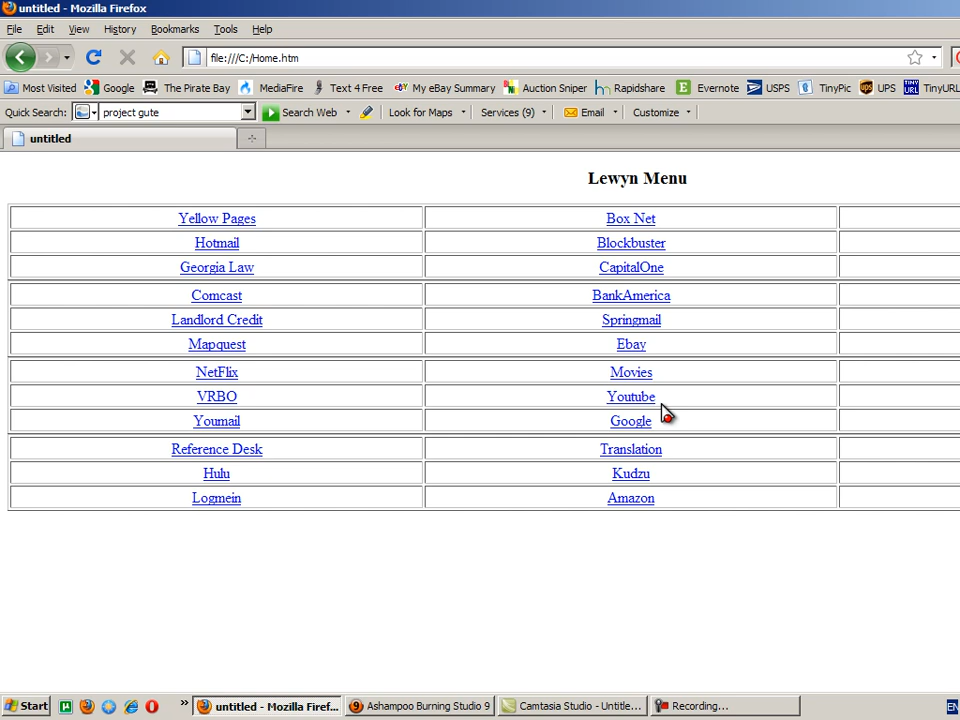 untitled - Mozilla Firefox
File Edit View History Bookmarks Tools Help
file:///C:/Home.htm
Most Visited Google The Pirate Bay MediaFire Text 4 Free My eBay Summary Auction Sniper Rapidshare Evernote USPS TinyPic UPS TinyURL
Quick Search: project gute Search Web Look for Maps Services (9) Email Customize
untitled
Lewyn Menu
Yellow Pages Box Net
Hotmail Blockbuster
Georgia Law CapitalOne
Comcast BankAmerica
Landlord Credit Springmail
Mapquest Ebay
NetFlix Movies
VRBO Youtube
Youmail Google
Reference Desk Translation
Hulu Kudzu
Logmein Amazon
Start untitled - Mozilla Firef... Ashampoo Burning Studio 9 Camtasia Studio - Untitle... Recording... EN